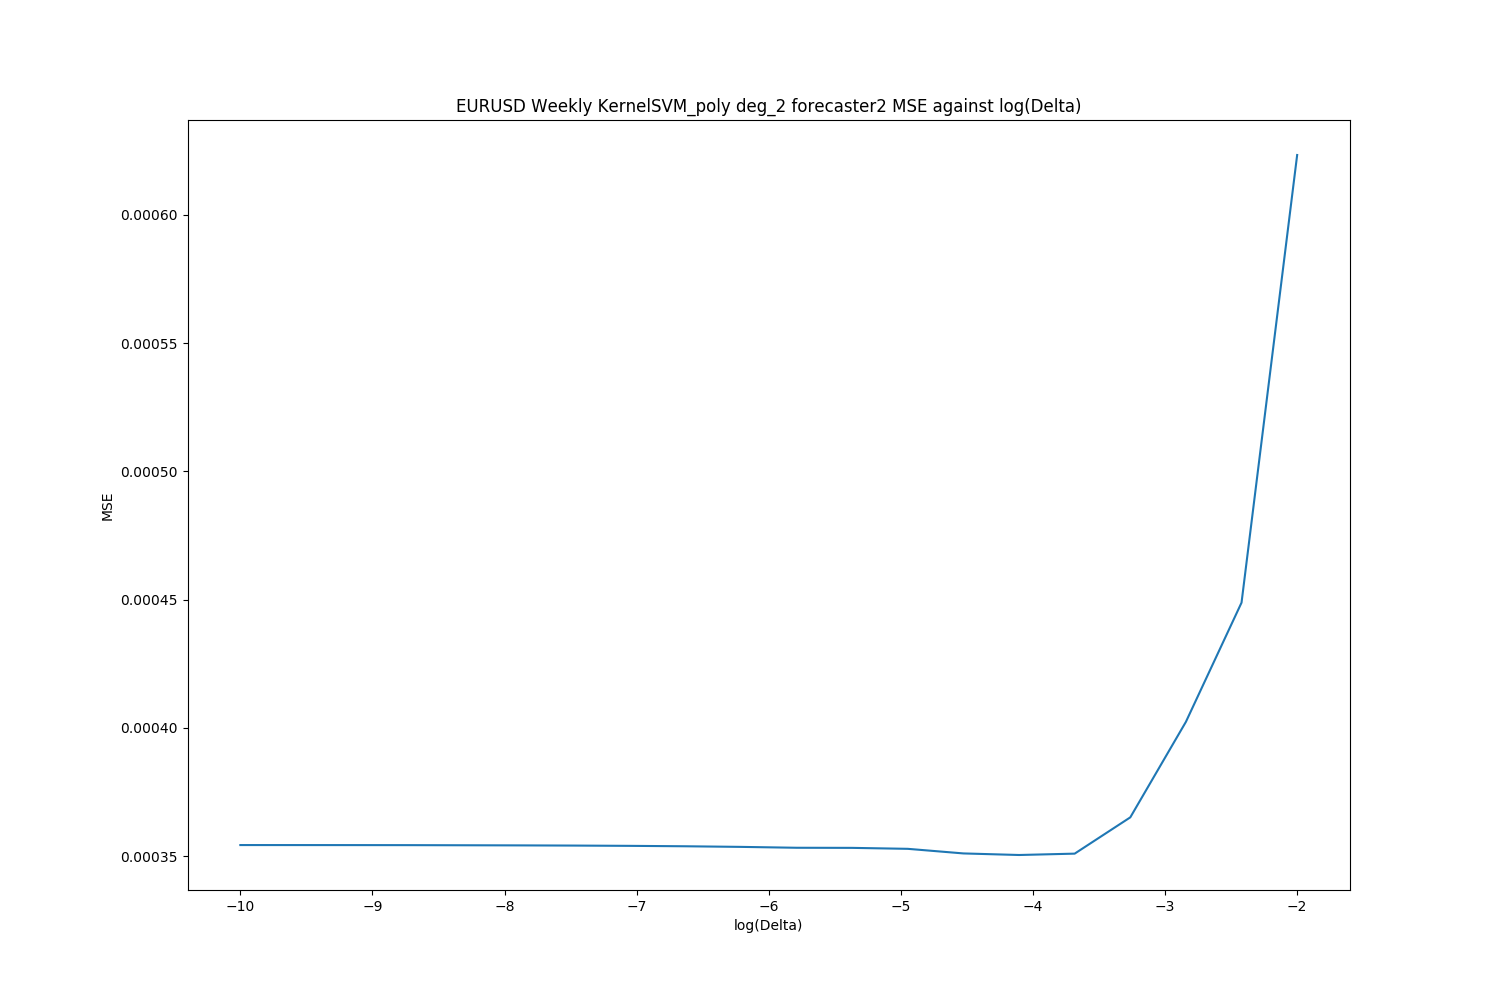 EURUSD Weekly KernelSVM_poly deg_2 forecaster2 MSE against log(Delta)
0.00060
0.00055
0.00050
0.00045
0.00040
0.00035
MSE
−10 −9 −8 −7 −6 −5 −4 −3 −2
log(Delta)